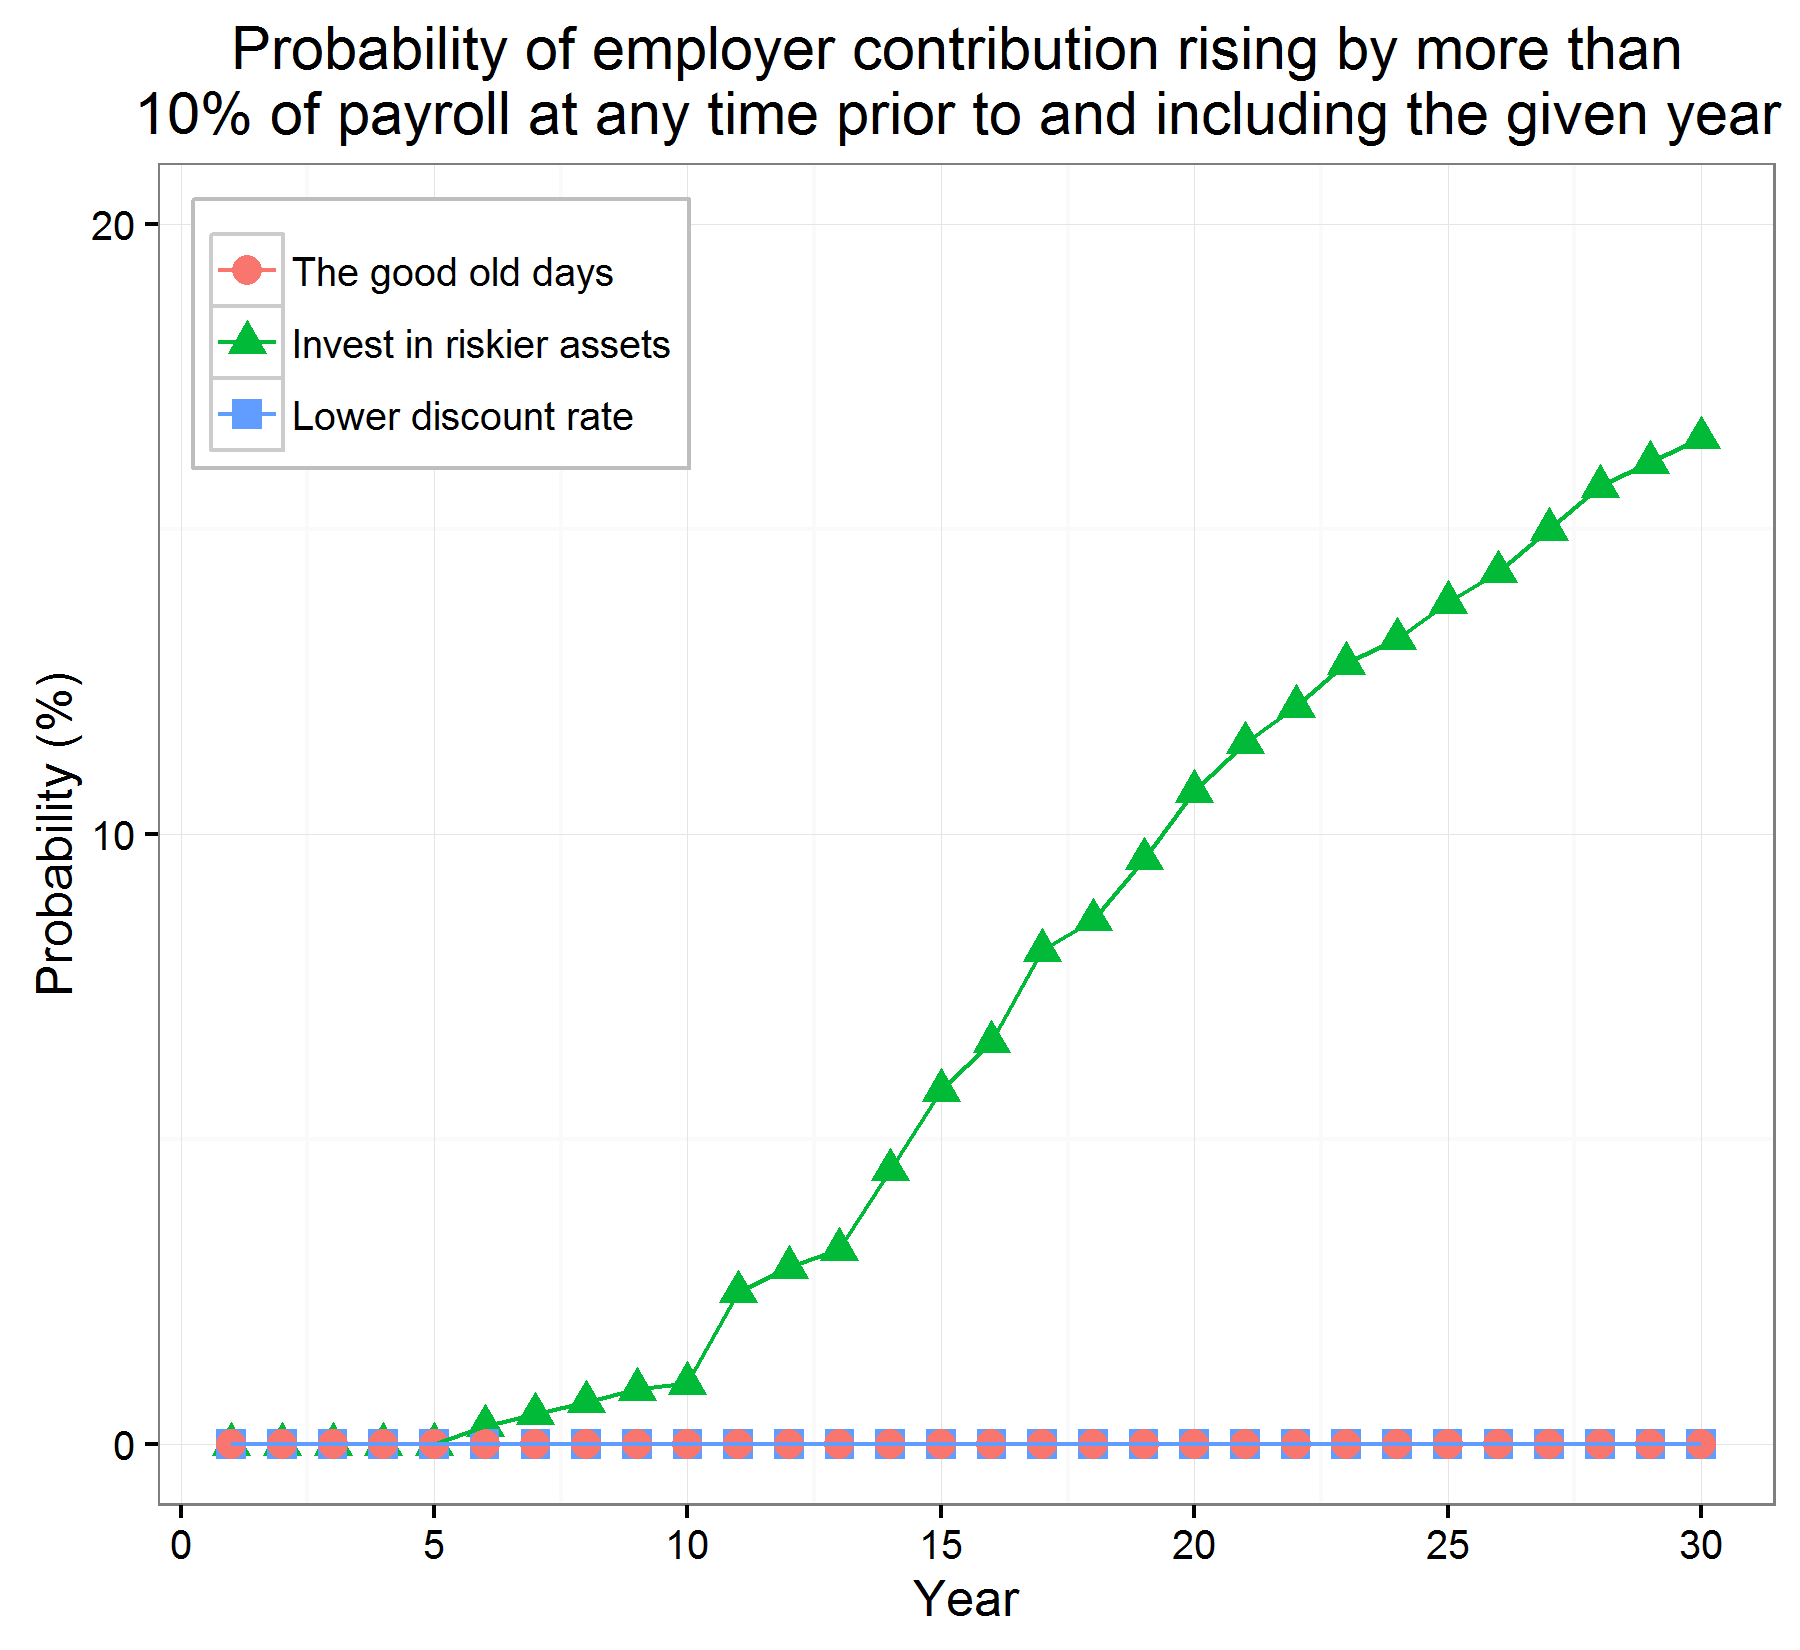 Probability of employer contribution rising by more than
10% of payroll at any time prior to and including the given year
20
The good old days
Invest in riskier assets
Lower discount rate
Probability (%)
10
0
0 5 10 15 20 25 30
Year